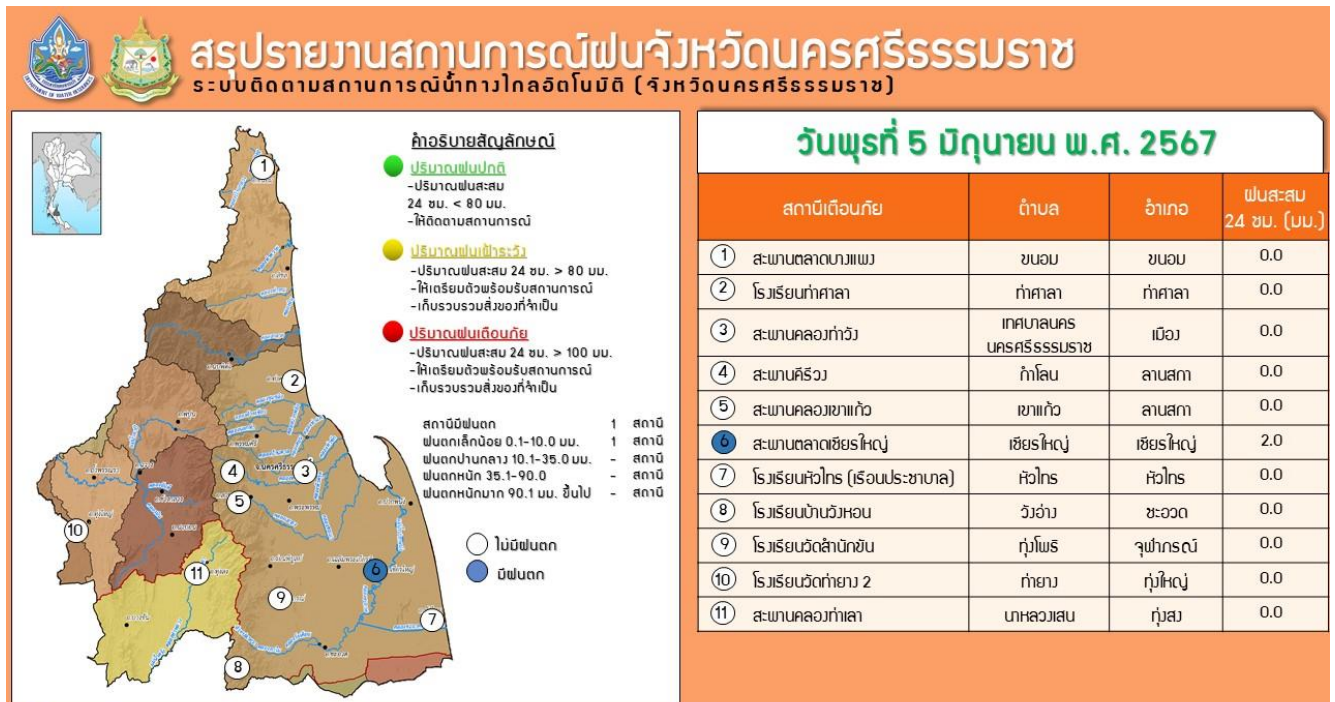 สรุปรายงานสถานการณ์ฝนจังหวัดนครศรีธรรมราช
ระบบติดตามสถานการณ์น้ำทางไกลอัตโนมัติ (จังหวัดนครศรีธรรมราช)
คำอธิบายสัญลักษณ์
ปริมาณฝนปกติ
-ปริมาณฝนสะสม
24 ชม. < 80 มม.
-ให้ติดตามสถานการณ์
ปริมาณฝนเฝ้าระวัง
-ปริมาณฝนสะสม 24 ชม. > 80 มม.
-ให้เตรียมตัวพร้อมรับสถานการณ์
-เก็บรวบรวมสิ่งของที่จำเป็น
ปริมาณฝนเตือนภัย
-ปริมาณฝนสะสม 24 ชม. > 100 มม.
-ให้เตรียมตัวพร้อมรับสถานการณ์
-เก็บรวบรวมสิ่งของที่จำเป็น
สถานีมีฝนตก 1 สถานี
ฝนตกเล็กน้อย 0.1-10.0 มม. 1 สถานี
ฝนตกปานกลาง 10.1-35.0 มม. - สถานี
ฝนตกหนัก 35.1-90.0 - สถานี
ฝนตกหนักมาก 90.1 มม. ขึ้นไป - สถานี
ไม่มีฝนตก
มีฝนตก
1
2
3
4
5
6
7
8
9
10
11
วันพุธที่ 5 มิถุนายน พ.ศ. 2567
สถานีเตือนภัย ตำบล อำเภอ ฝนสะสม
24 ชม. (มม.)
1 สะพานตลาดบางแพง ขนอม ขนอม 0.0
2 โรงเรียนท่าศาลา ท่าศาลา ท่าศาลา 0.0
3 สะพานคลองท่าวัง เทศบาลนคร
นครศรีธรรมราช เมือง 0.0
4 สะพานคีรีวง กำโลน ลานสกา 0.0
5 สะพานคลองเขาแก้ว เขาแก้ว ลานสกา 0.0
6 สะพานตลาดเชียรใหญ่ เชียรใหญ่ เชียรใหญ่ 2.0
7 โรงเรียนหัวไทร (เรือนประชาบาล) หัวไทร หัวไทร 0.0
8 โรงเรียนบ้านวังหอน วังอ่าง ชะอวด 0.0
9 โรงเรียนวัดสำนักขัน ทุ่งโพธิ จุฬาภรณ์ 0.0
10 โรงเรียนวัดท่ายาง 2 ท่ายาง ทุ่งใหญ่ 0.0
11 สะพานคลองท่าเลา นาหลวงเสน ทุ่งสง 0.0